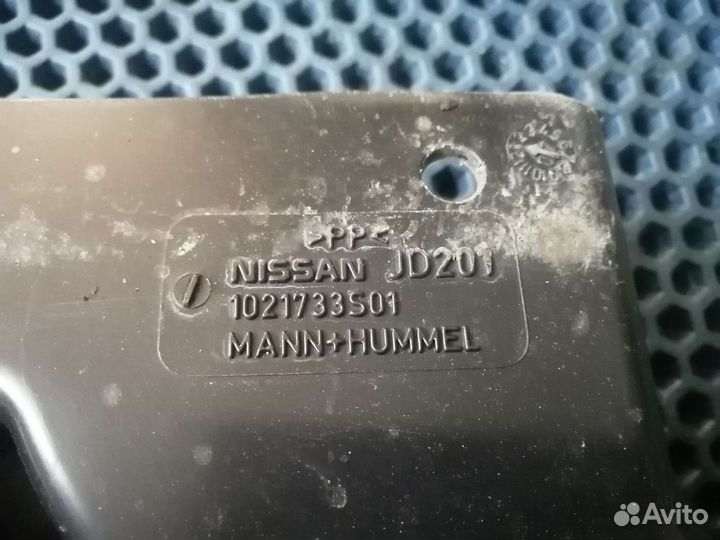 >PP<
NISSAN JD201
1021733S01
MANN+HUMMEL
Avito